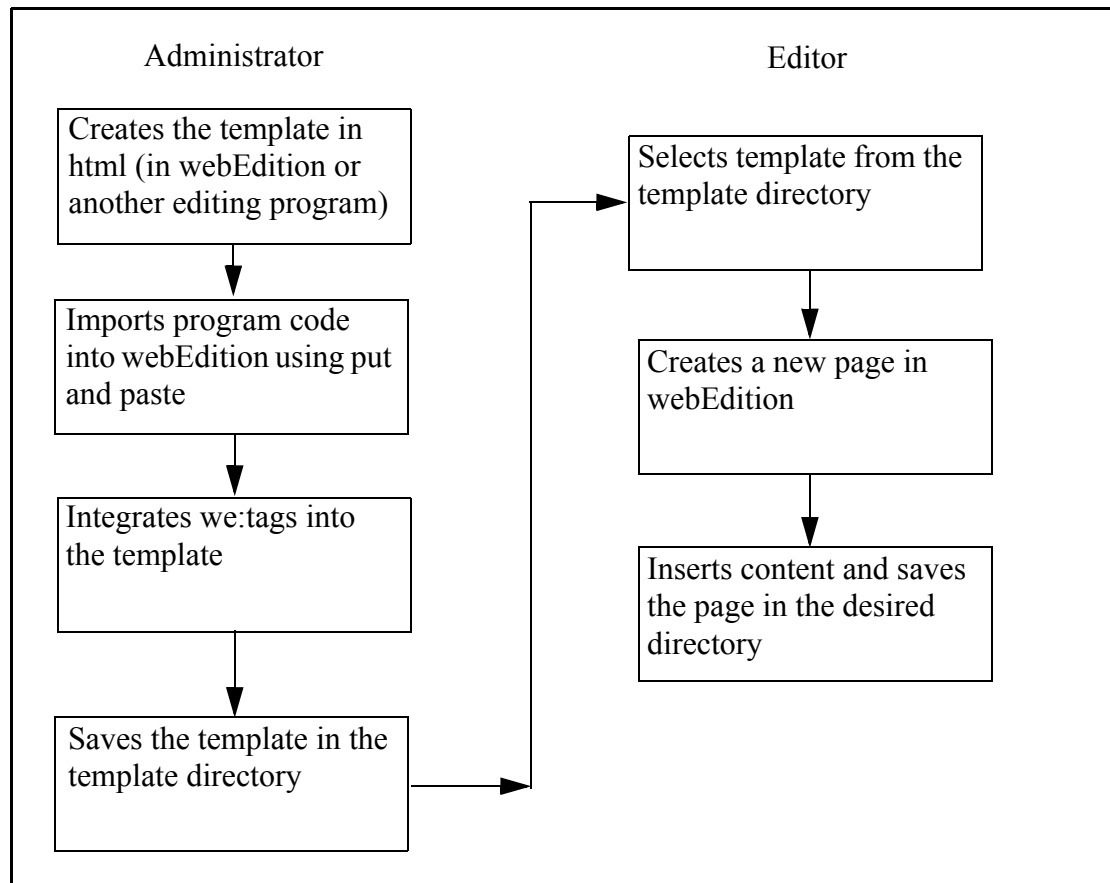 Administrator
Creates the template in
html (in webEdition or
another editing program)
Imports program code
into webEdition using put
and paste
Integrates we:tags into
the template
Saves the template in the
template directory
Editor
Selects template from the
template directory
Creates a new page in
webEdition
Inserts content and saves
the page in the desired
directory